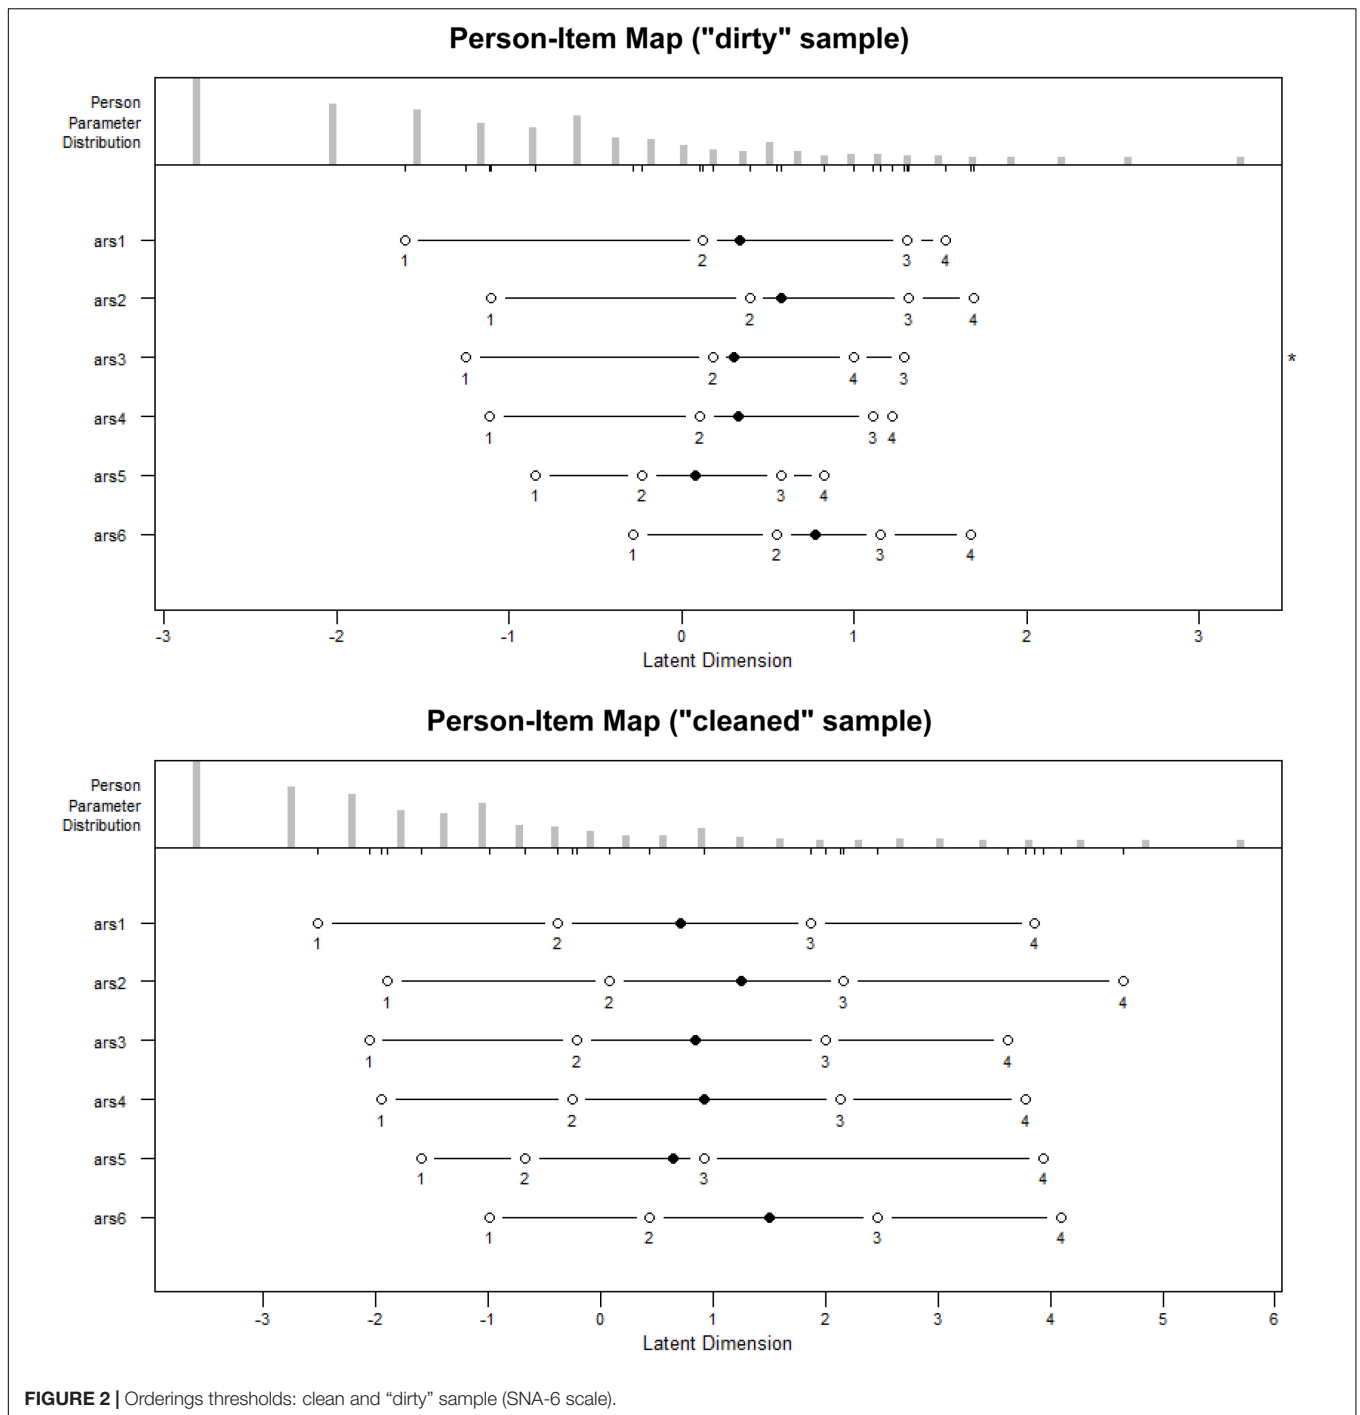 Person-Item Map ("dirty" sample)
Person
Parameter
Distribution
ars1
1 2 3 4
ars2
1 2 3 4
ars3
*
1 2 4 3
ars4
1 2 3 4
ars5
1 2 3 4
ars6
1 2 3 4
-3 -2 -1 0 1 2 3
Latent Dimension
Person-Item Map ("cleaned" sample)
Person
Parameter
Distribution
ars1
1 2 3 4
ars2
1 2 3 4
ars3
1 2 3 4
ars4
1 2 3 4
ars5
1 2 3 4
ars6
1 2 3 4
-3 -2 -1 0 1 2 3 4 5 6
Latent Dimension
FIGURE 2 | Orderings thresholds: clean and “dirty” sample (SNA-6 scale).